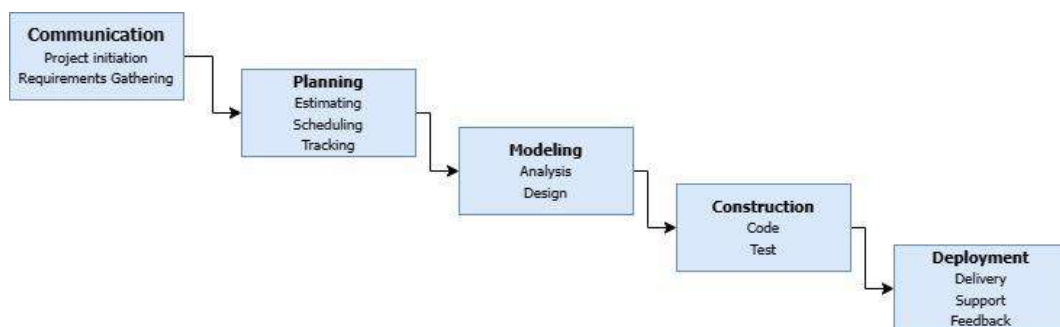 Communication
Project initiation
Requirements Gathering
Planning
Estimating
Scheduling
Tracking
Modeling
Analysis
Design
Construction
Code
Test
Deployment
Delivery
Support
Feedback